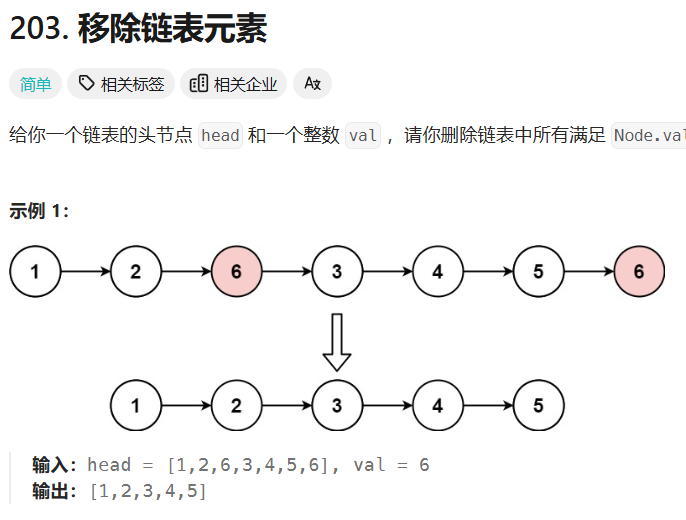 203. 移除链表元素
简单 相关标签 相关企业 A文
给你一个链表的头节点 head 和一个整数 val ，请你删除链表中所有满足 Node.val
示例 1：
1 2 6 3 4 5 6
1 2 3 4 5
输入：head = [1,2,6,3,4,5,6], val = 6
输出：[1,2,3,4,5]